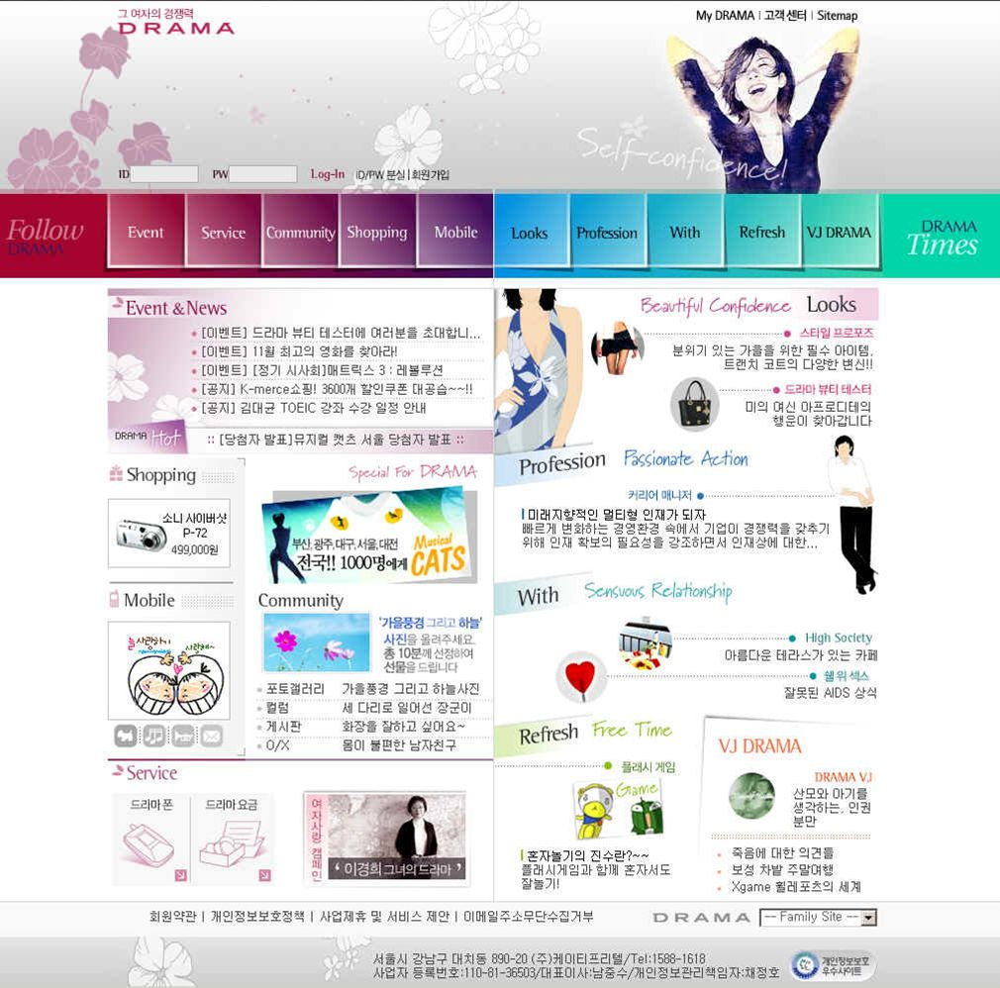 그 여자의 경쟁력
DRAMA
My DRAMA | 고객센터 | Sitemap
Self-confidence!
ID PW Log-In iD/PW 분실 | 회원가입
Follow
DRAMA
Event
Service
Community
Shopping
Mobile
Looks
Profession
With
Refresh
VJ DRAMA
DRAMA
Times
Event & News
[이벤트] 드라마 뷰티 테스터에 여러분을 초대합니...
[이벤트] 11월 최고의 영화를 찾아라!
[이벤트] [정기 시사회]매트릭스 3 : 레볼루션
[공지] K-merce쇼핑! 3600개 할인쿠폰 대공습~~!!
[공지] 김대균 TOEIC 강좌 수강 일정 안내
DRAMA Hot
:: [당첨자 발표]뮤지컬 캣츠 서울 당첨자 발표 ::
Shopping
소니 사이버샷
P-72
499,000원
Mobile
늘 사랑하니
사랑해~
Special For DRAMA
부산, 광주, 대구, 서울, 대전
전국!! 1000명에게
Musical
CATS
Community
'가을풍경 그리고 하늘'
사진을 올려주세요.
총 10분께 선정하여
선물을 드립니다
포토갤러리 가을풍경 그리고 하늘사진
컬럼 세 다리로 일어선 장군이
게시판 화장을 잘하고 싶어요~
O/X 몸이 불편한 남자친구
Service
드라마 폰
드라마 요금
여자사랑 캠페인
' 이경희 그녀의 드라마 '
Beautiful Confidence Looks
스타일 프로포즈
분위기 있는 가을을 위한 필수 아이템,
트랜치 코트의 다양한 변신!!
드라마 뷰티 테스터
미의 여신 아프로디테의
행운이 찾아갑니다
Profession Passionate Action
커리어 매니저
미래지향적인 멀티형 인재가 되자
빠르게 변화하는 경영환경 속에서 기업이 경쟁력을 갖추기
위해 인재 확보의 필요성을 강조하면서 인재상에 대한...
With Sensuous Relationship
High Society
아름다운 테라스가 있는 카페
쉘 위 섹스
잘못된 AIDS 상식
Refresh Free Time
플래시 게임
Game
혼자놀기의 진수란?~~
플래시게임과 함께 혼자서도
잘놀기!
VJ DRAMA
DRAMA VJ
산모와 아기를
생각하는, 인권
분만
죽음에 대한 의견들
보성 차밭 주말여행
Xgame 휠레포츠의 세계
회원약관 | 개인정보보호정책 | 사업제휴 및 서비스 제안 | 이메일주소무단수집거부
DRAMA
-- Family Site --
서울시 강남구 대치동 890-20 (주)케이티프리텔/Tel:1588-1618
사업자 등록번호:110-81-36503/대표이사:남중수/개인정보관리책임자:채정호
개인정보보호
우수사이트